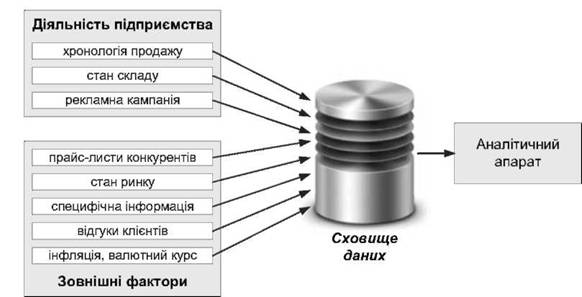 Діяльність підприємства
хронологія продажу
стан складу
рекламна кампанія
прайс-листи конкурентів
стан ринку
специфічна інформація
відгуки клієнтів
інфляція, валютний курс
Зовнішні фактори
Сховище
даних
Аналітичний
апарат